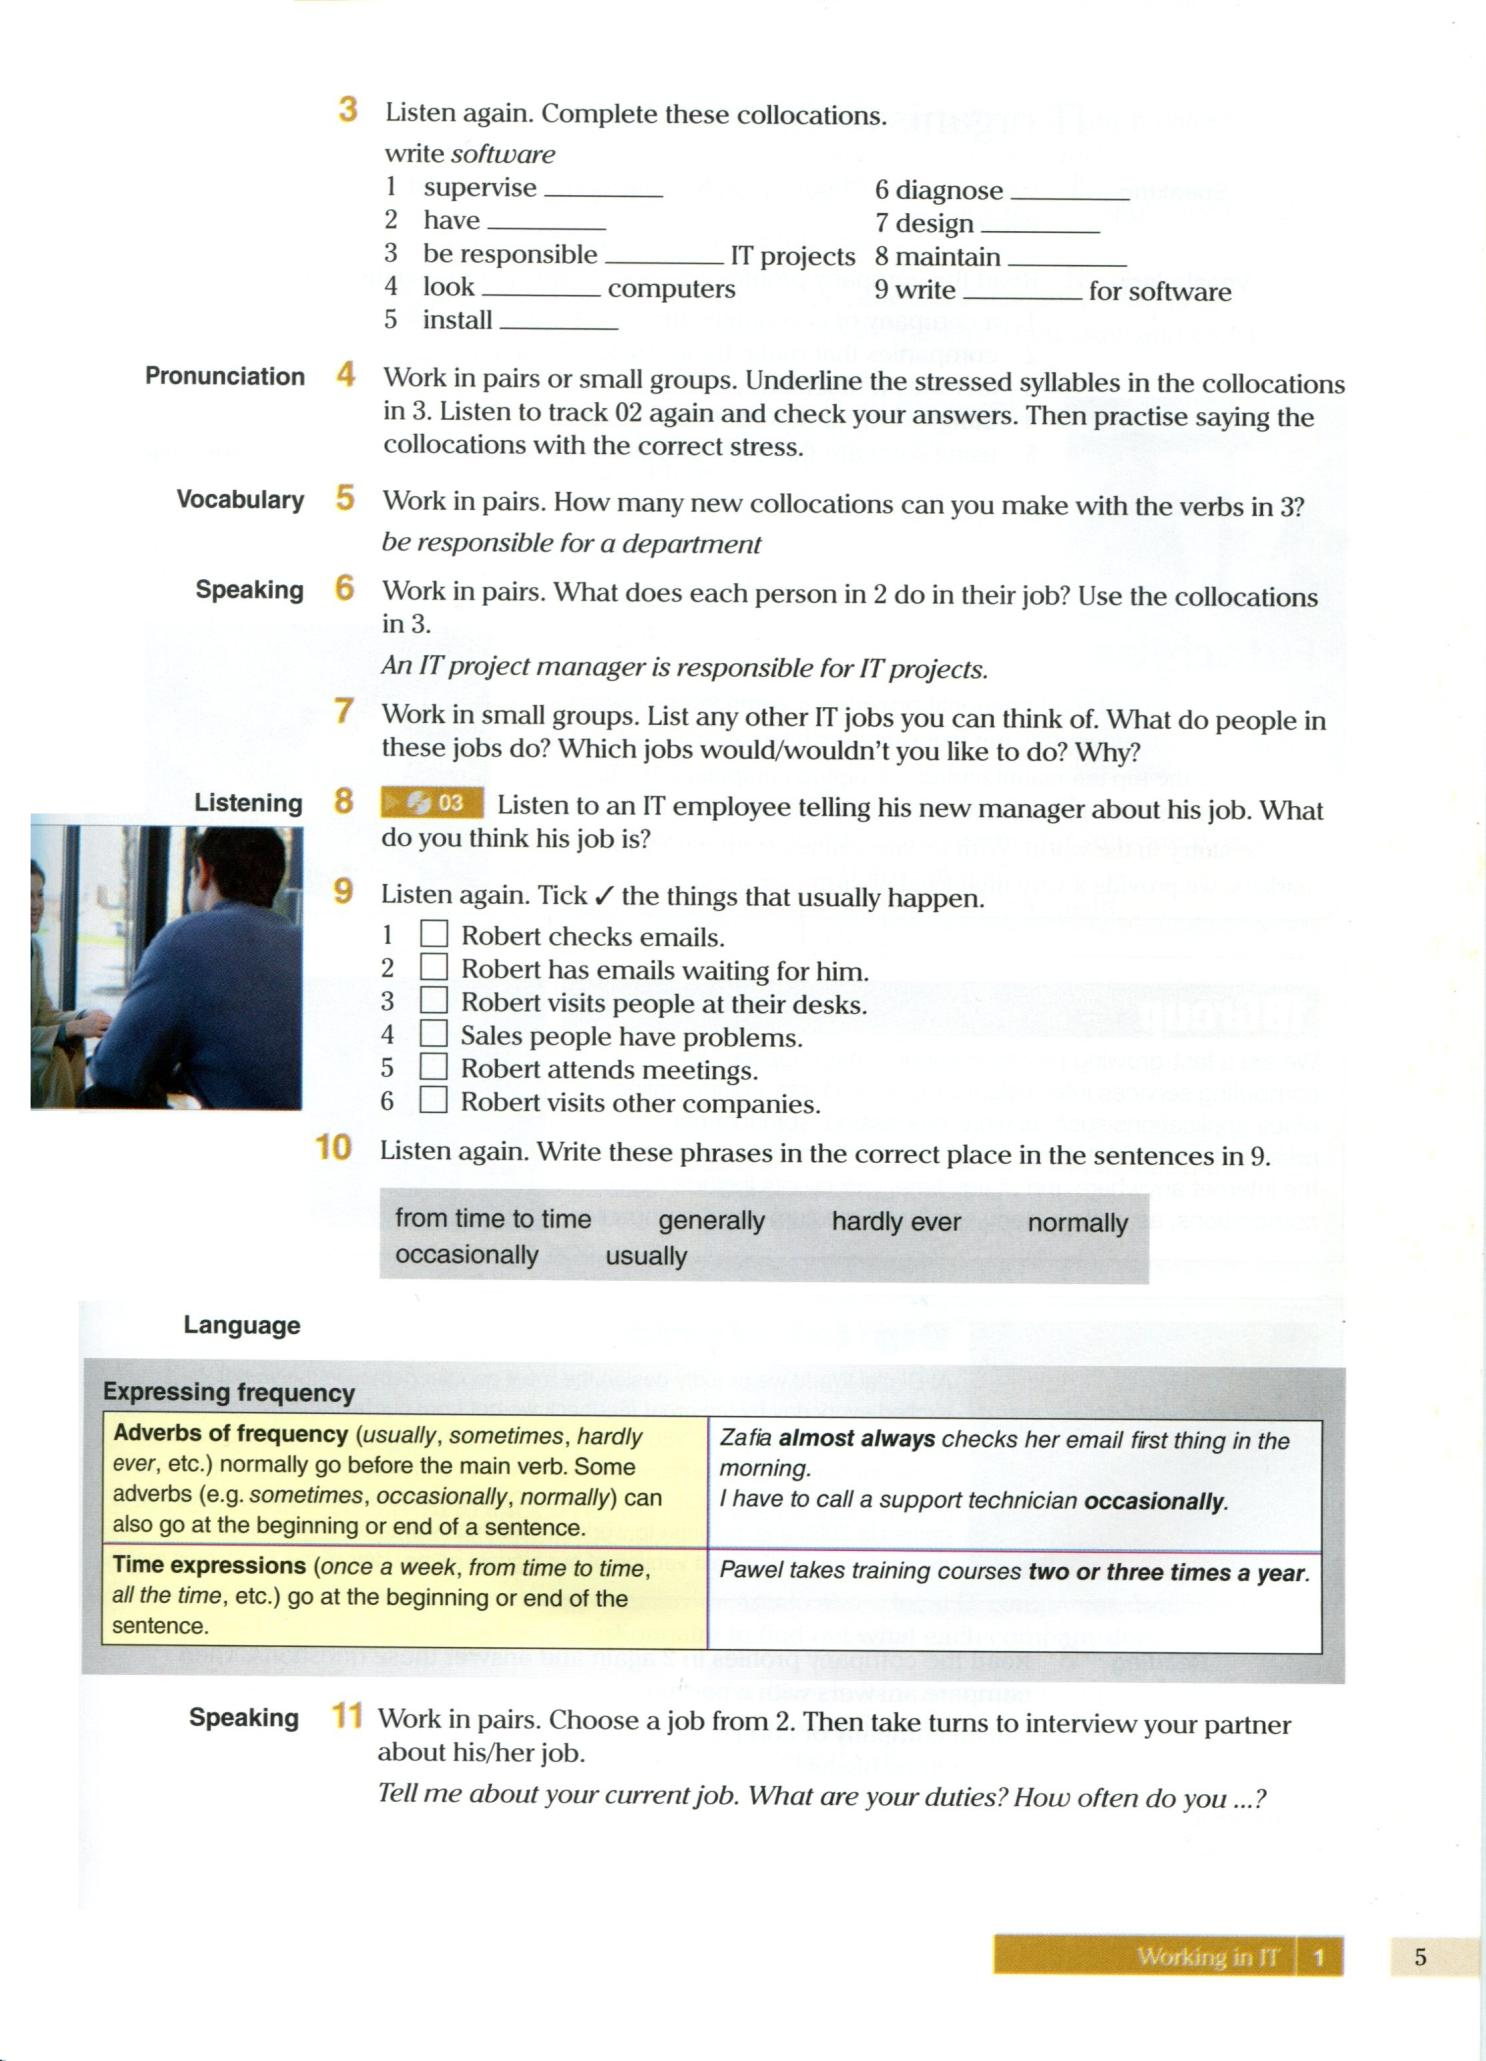 3 Listen again. Complete these collocations.
write software
1 supervise ________
2 have ________
3 be responsible ________ IT projects
4 look ________ computers
5 install ________
6 diagnose ________
7 design ________
8 maintain ________
9 write ________ for software
Pronunciation 4 Work in pairs or small groups. Underline the stressed syllables in the collocations
in 3. Listen to track 02 again and check your answers. Then practise saying the
collocations with the correct stress.
Vocabulary 5 Work in pairs. How many new collocations can you make with the verbs in 3?
be responsible for a department
Speaking 6 Work in pairs. What does each person in 2 do in their job? Use the collocations
in 3.
An IT project manager is responsible for IT projects.
7 Work in small groups. List any other IT jobs you can think of. What do people in
these jobs do? Which jobs would/wouldn't you like to do? Why?
Listening 8 03 Listen to an IT employee telling his new manager about his job. What
do you think his job is?
9 Listen again. Tick ✓ the things that usually happen.
1 ☐ Robert checks emails.
2 ☐ Robert has emails waiting for him.
3 ☐ Robert visits people at their desks.
4 ☐ Sales people have problems.
5 ☐ Robert attends meetings.
6 ☐ Robert visits other companies.
10 Listen again. Write these phrases in the correct place in the sentences in 9.
from time to time generally hardly ever normally
occasionally usually
Language
Expressing frequency
Adverbs of frequency (usually, sometimes, hardly
ever, etc.) normally go before the main verb. Some
adverbs (e.g. sometimes, occasionally, normally) can
also go at the beginning or end of a sentence.
Zafia almost always checks her email first thing in the
morning.
I have to call a support technician occasionally.
Time expressions (once a week, from time to time,
all the time, etc.) go at the beginning or end of the
sentence.
Pawel takes training courses two or three times a year.
Speaking 11 Work in pairs. Choose a job from 2. Then take turns to interview your partner
about his/her job.
Tell me about your current job. What are your duties? How often do you ...?
Working in IT 1 5